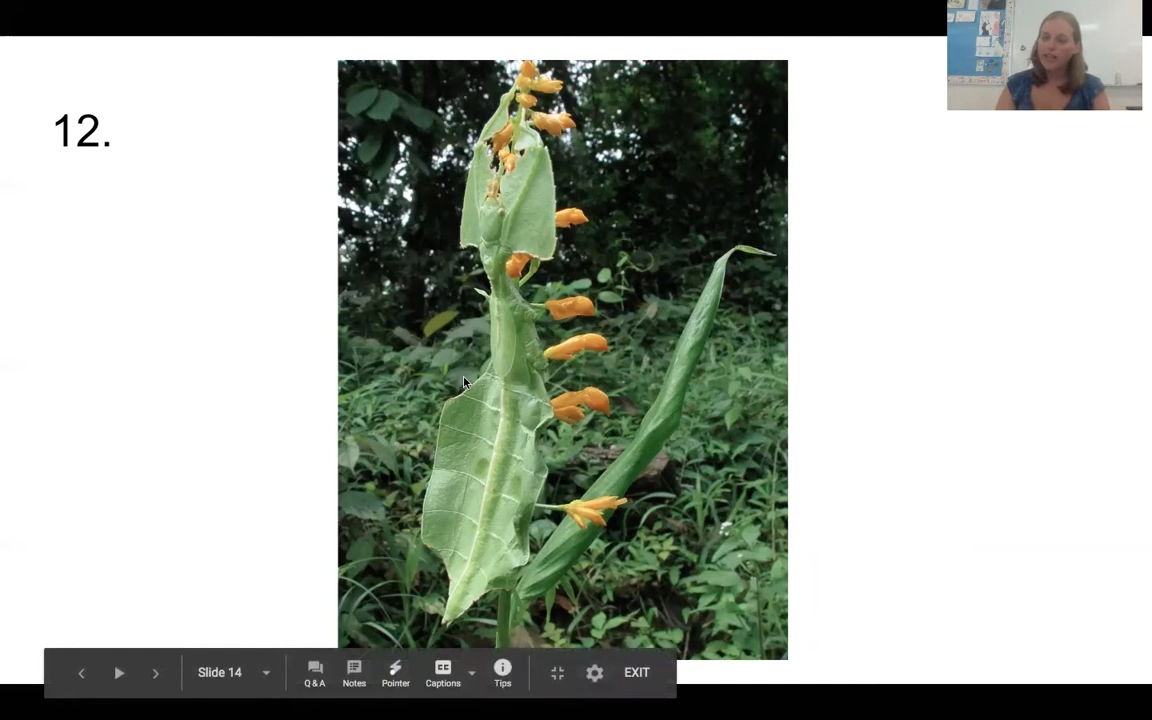 12.
Slide 14
Q & A
Notes
Pointer
Captions
Tips
EXIT